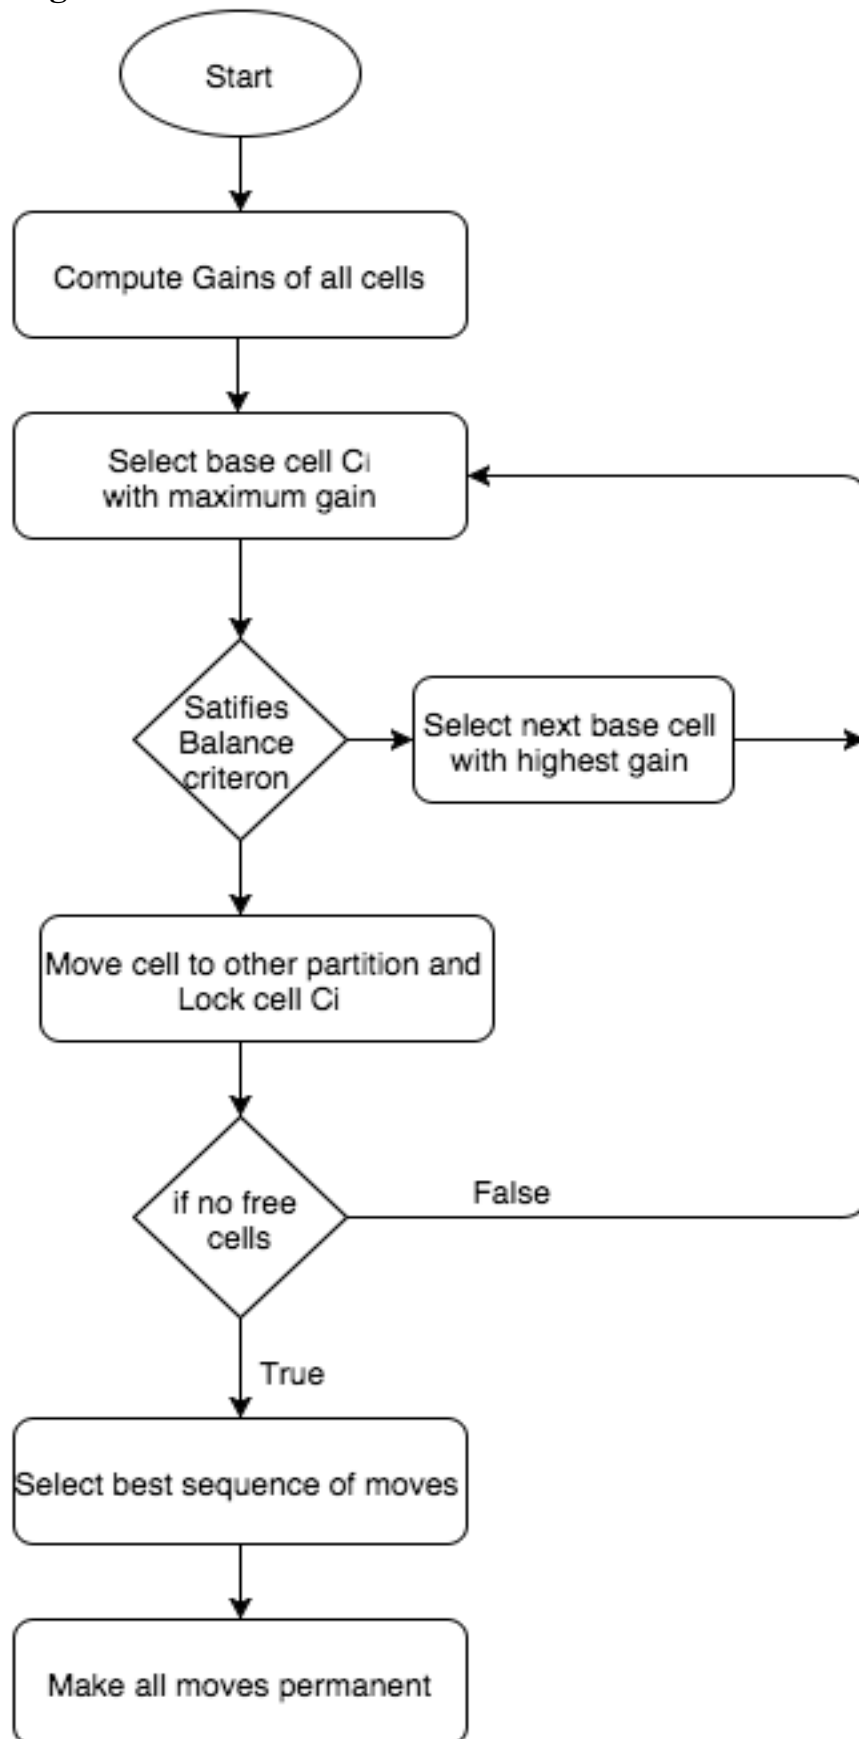 Start
Compute Gains of all cells
Select base cell Ci
with maximum gain
Satifies
Balance
criteron
Select next base cell
with highest gain
Move cell to other partition and
Lock cell Ci
if no free
cells
False
True
Select best sequence of moves
Make all moves permanent